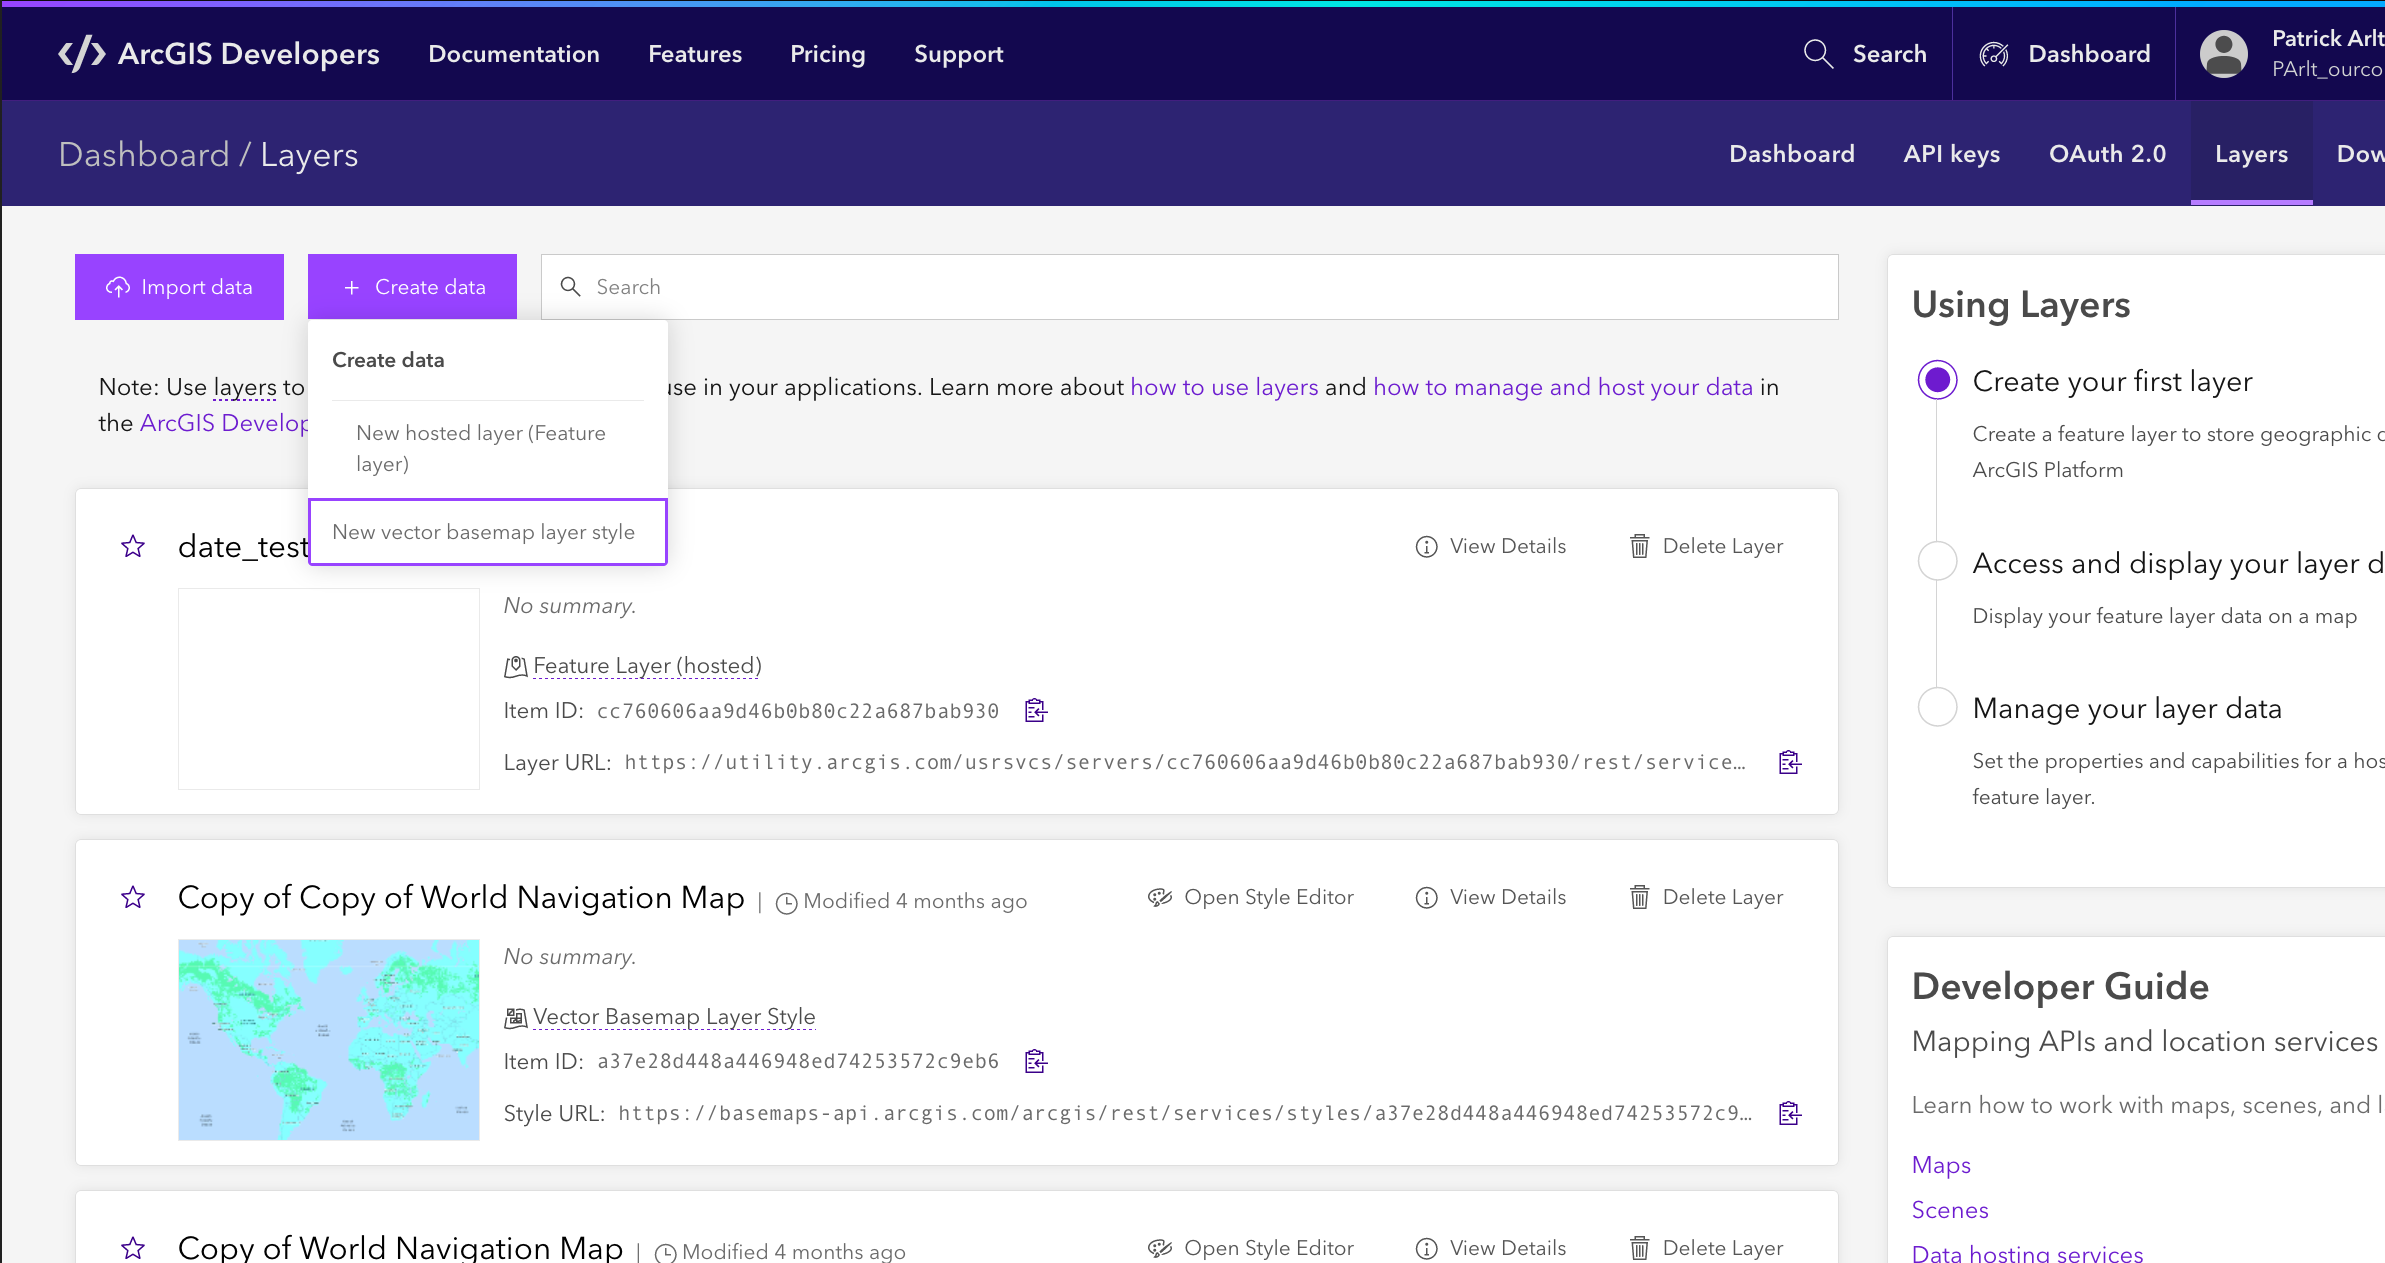 ArcGIS Developers Documentation Features Pricing Support Search Dashboard Patrick Arlt
PArlt_ourco
Dashboard / Layers Dashboard API keys OAuth 2.0 Layers Dow
Import data + Create data Search
Create data
New hosted layer (Feature
layer)
New vector basemap layer style
Note: Use layers to use in your applications. Learn more about how to use layers and how to manage and host your data in
the ArcGIS Develop
date_test View Details Delete Layer
No summary.
Feature Layer (hosted)
Item ID: cc760606aa9d46b0b80c22a687bab930
Layer URL: https://utility.arcgis.com/usrsvcs/servers/cc760606aa9d46b0b80c22a687bab930/rest/service…
Copy of Copy of World Navigation Map | Modified 4 months ago Open Style Editor View Details Delete Layer
No summary.
Vector Basemap Layer Style
Item ID: a37e28d448a446948ed74253572c9eb6
Style URL: https://basemaps-api.arcgis.com/arcgis/rest/services/styles/a37e28d448a446948ed74253572c9…
Copy of World Navigation Map | Modified 4 months ago Open Style Editor View Details Delete Layer
Using Layers
Create your first layer
Create a feature layer to store geographic
ArcGIS Platform
Access and display your layer d
Display your feature layer data on a map
Manage your layer data
Set the properties and capabilities for a hos
feature layer.
Developer Guide
Mapping APIs and location services
Learn how to work with maps, scenes, and l
Maps
Scenes
Data hosting services